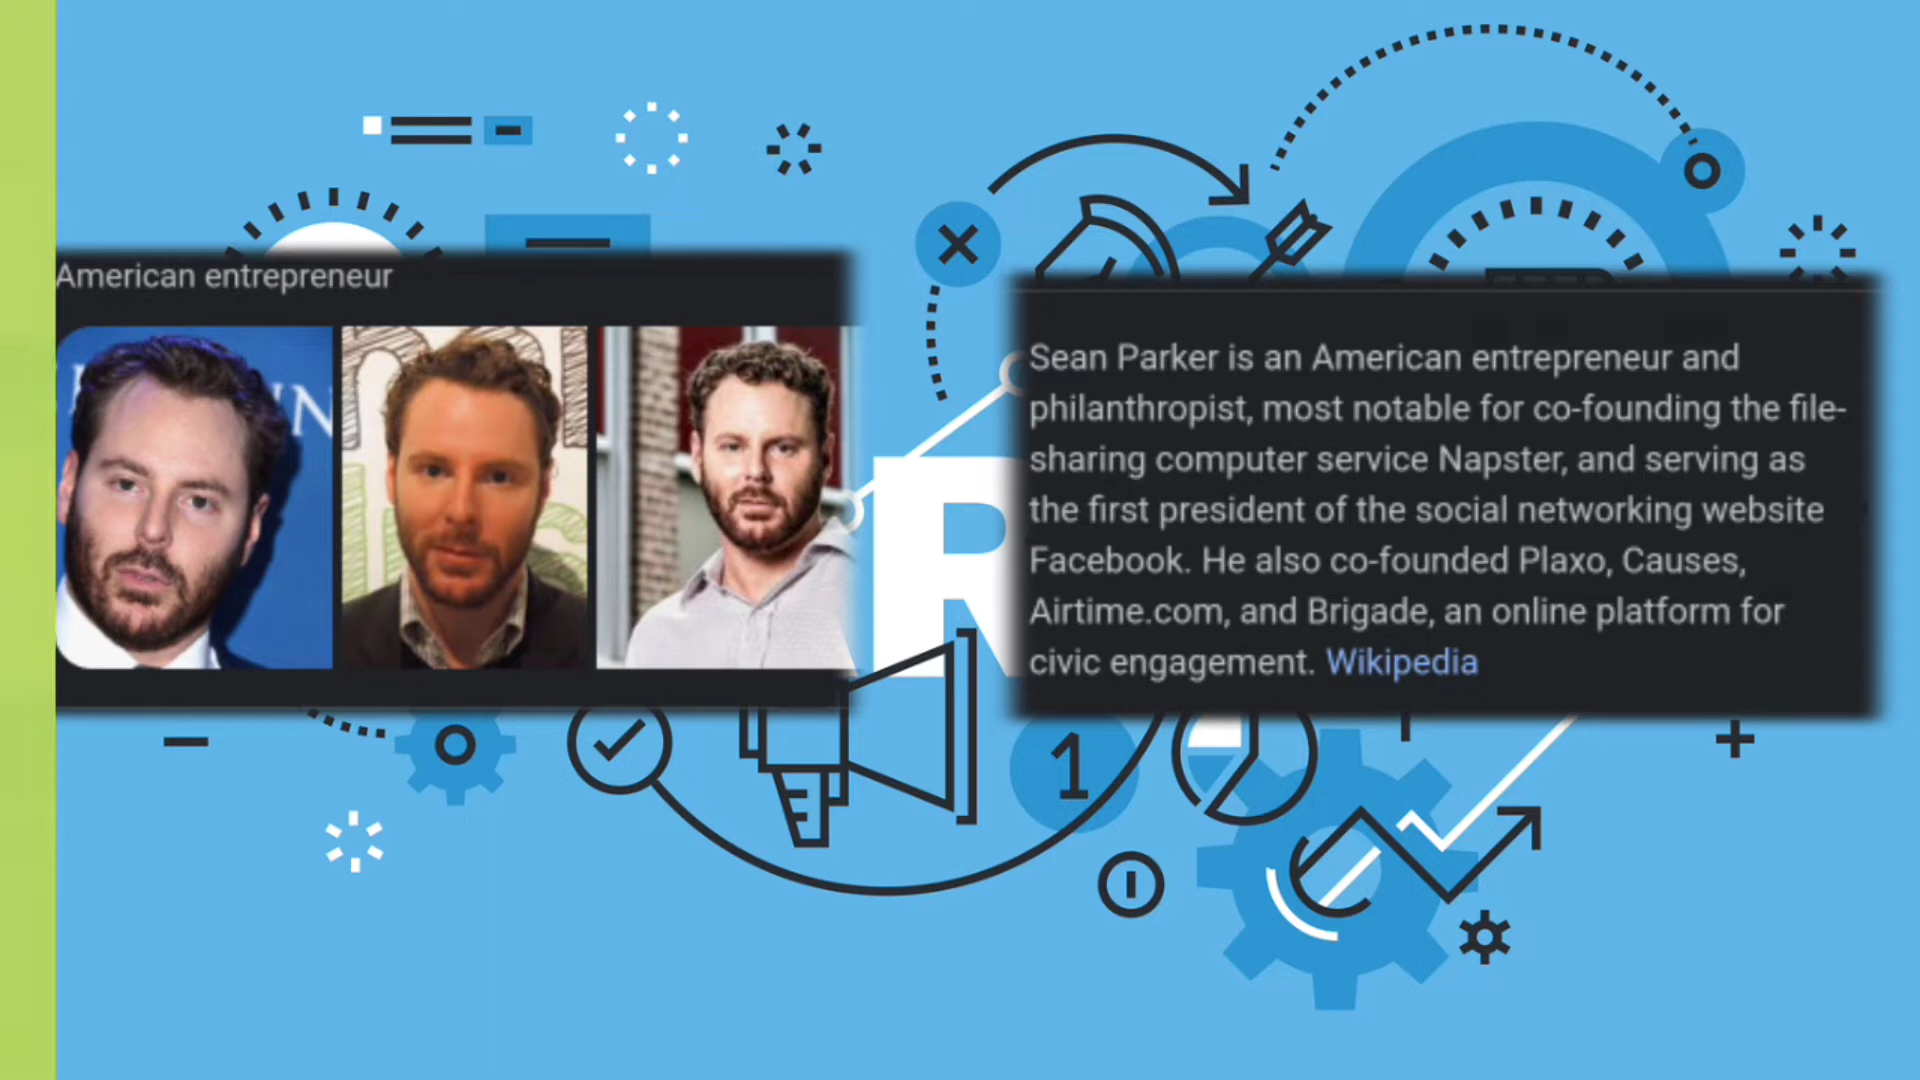 American entrepreneur
R
Sean Parker is an American entrepreneur and
philanthropist, most notable for co-founding the file-
sharing computer service Napster, and serving as
the first president of the social networking website
Facebook. He also co-founded Plaxo, Causes,
Airtime.com, and Brigade, an online platform for
civic engagement. Wikipedia
1